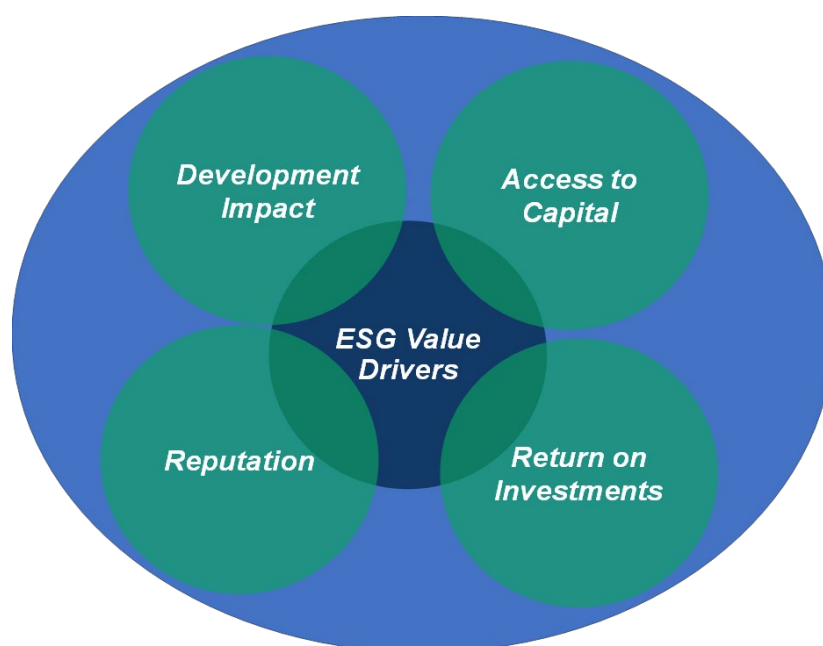 Development
Impact
Access to
Capital
ESG Value
Drivers
Reputation
Return on
Investments